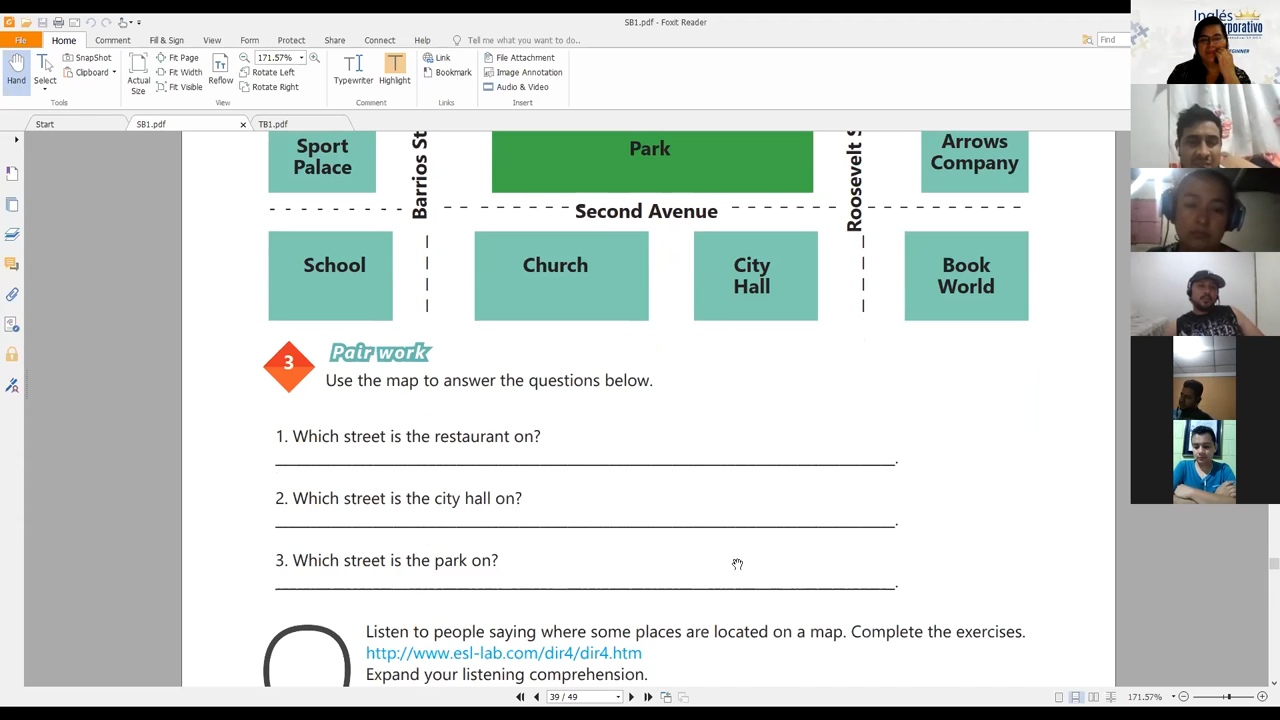 SB1.pdf - Foxit Reader
File Home Comment Fill & Sign View Form Protect Share Connect Help Tell me what you want to do... Find
Hand Select SnapShot Clipboard Actual Size Fit Page Fit Width Fit Visible Reflow 171.57% Rotate Left Rotate Right Typewriter Highlight Link Bookmark File Attachment Image Annotation Audio & Video
Tools View Comment Links Insert
Start SB1.pdf TB1.pdf
Inglés
Sport Palace
Barrios St
Park
Roosevelt S
Arrows Company
Second Avenue
School
Church
City Hall
Book World
3 Pair work
Use the map to answer the questions below.
1. Which street is the restaurant on?
2. Which street is the city hall on?
3. Which street is the park on?
Listen to people saying where some places are located on a map. Complete the exercises.
http://www.esl-lab.com/dir4/dir4.htm
Expand your listening comprehension.
39 / 49 171.57%